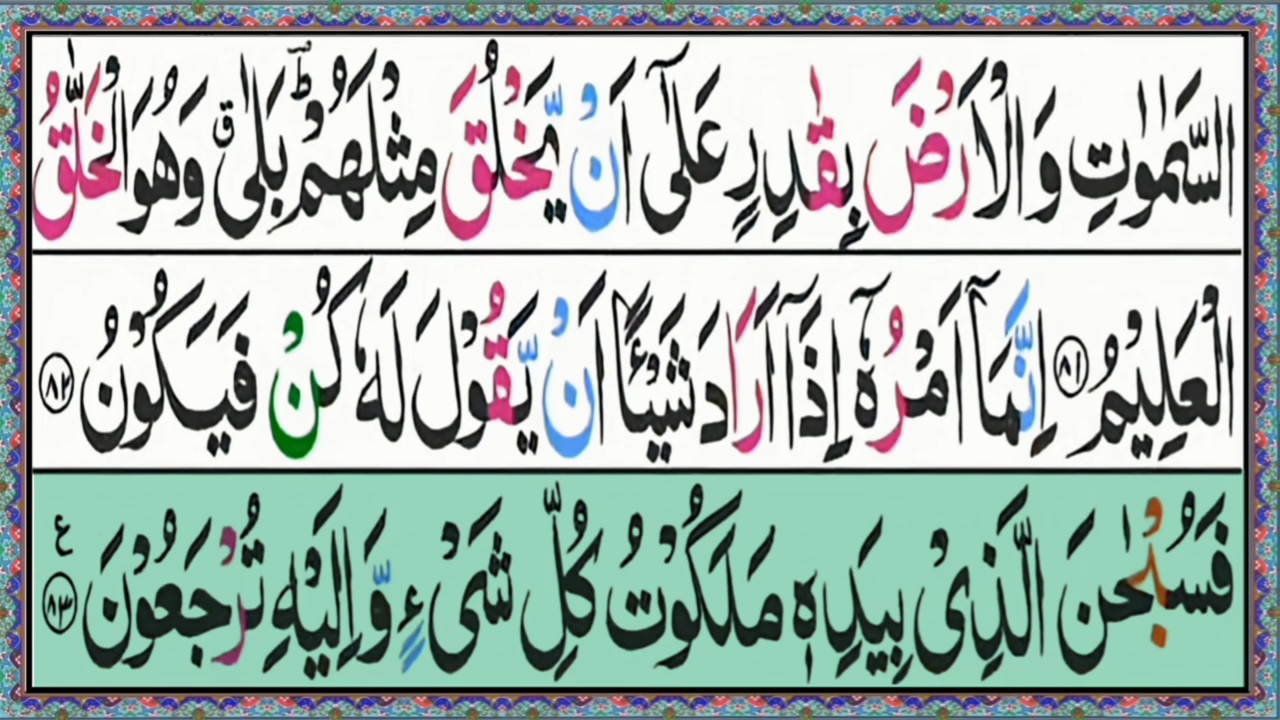 السَّمٰوٰتِ وَالْاَرْضَ بِقٰدِرٍ عَلٰۤى اَنْ يَّخْلُقَ مِثْلَهُمْ ؕ بَلٰى ۗ وَهُوَ الْخَلّٰقُ
الْعَلِيْمُ ﴿۸۱﴾ اِنَّمَاۤ اَمْرُهٗۤ اِذَاۤ اَرَادَ شَيْـًٔا اَنْ يَّقُوْلَ لَهٗ كُنْ فَيَكُوْنُ ﴿۸۲﴾
فَسُبْحٰنَ الَّذِىْ بِيَدِهٖ مَلَكُوْتُ كُلِّ شَىْءٍ وَّاِلَيْهِ تُرْجَعُوْنَ ﴿۸۳﴾ ع